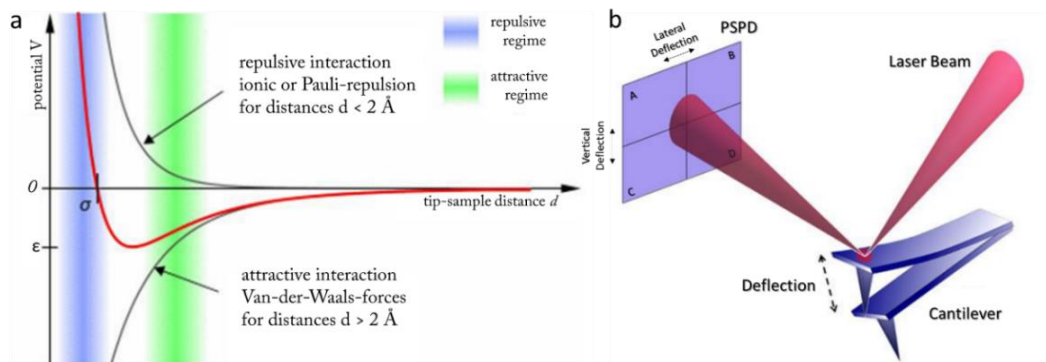 a
potential V
repulsive
regime
attractive
regime
repulsive interaction
ionic or Pauli-repulsion
for distances d < 2 Å
0
σ
ε
tip-sample distance d
attractive interaction
Van-der-Waals-forces
for distances d > 2 Å
b
Lateral
Deflection
PSPD
Laser Beam
A
B
Vertical
Deflection
C
D
Deflection
Cantilever